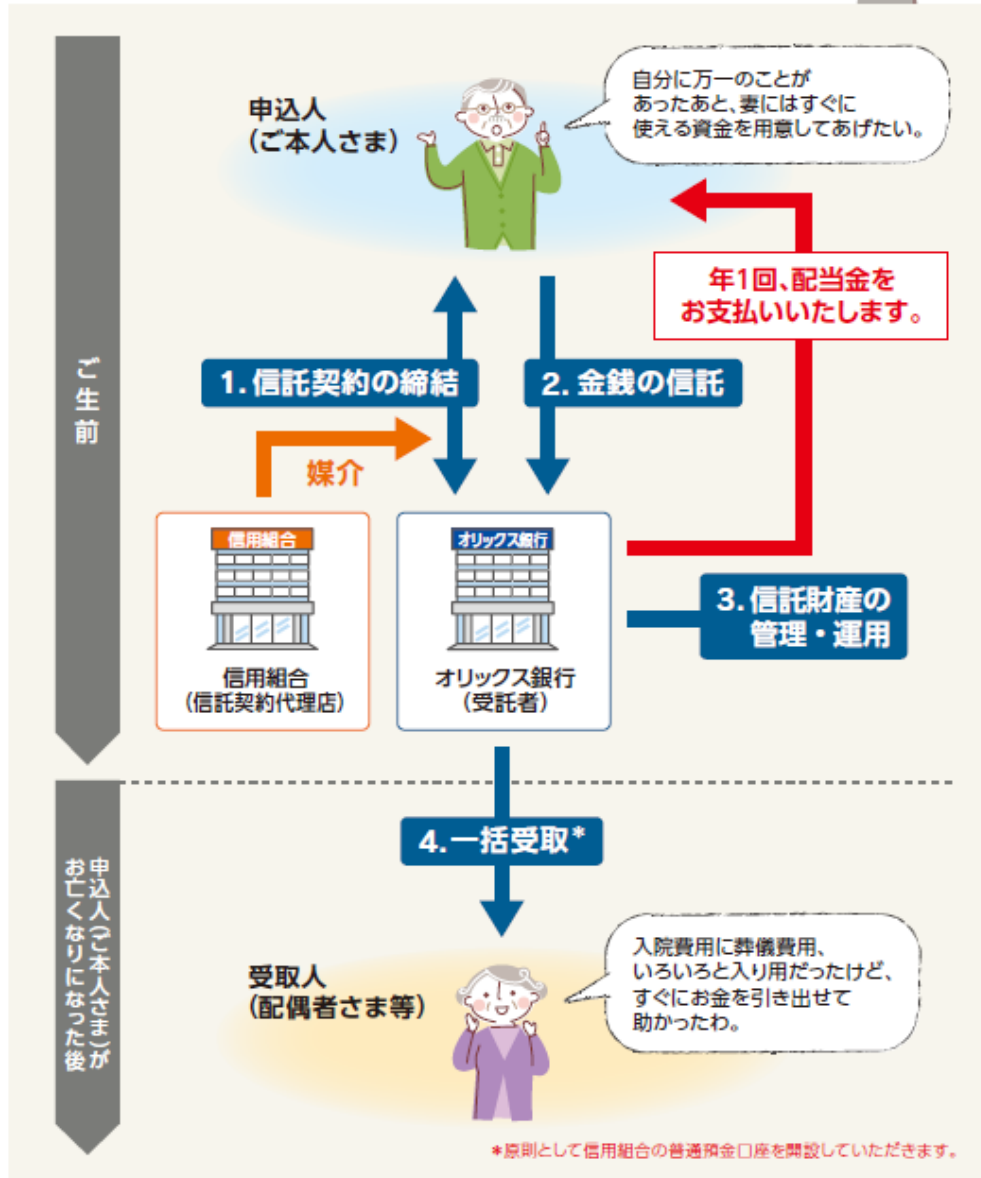 ご生前
申込人
（ご本人さま）
自分に万一のことが
あったあと、妻にはすぐに
使える資金を用意してあげたい。
年1回、配当金を
お支払いいたします。
1.信託契約の締結
2.金銭の信託
媒介
信用組合
信用組合
（信託契約代理店）
オリックス銀行
オリックス銀行
（受託者）
3.信託財産の
管理・運用
申込人（ご本人さま）が
お亡くなりになった後
4.一括受取*
受取人
（配偶者さま等）
入院費用に葬儀費用、
いろいろと入り用だったけど、
すぐにお金を引き出せて
助かったわ。
*原則として信用組合の普通預金口座を開設していただきます。